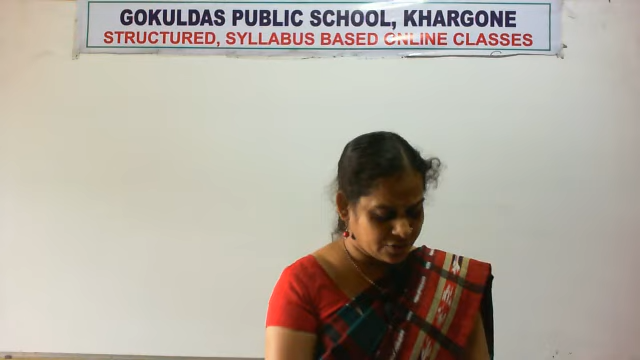 GOKULDAS PUBLIC SCHOOL, KHARGONE
STRUCTURED, SYLLABUS BASED ONLINE CLASSES